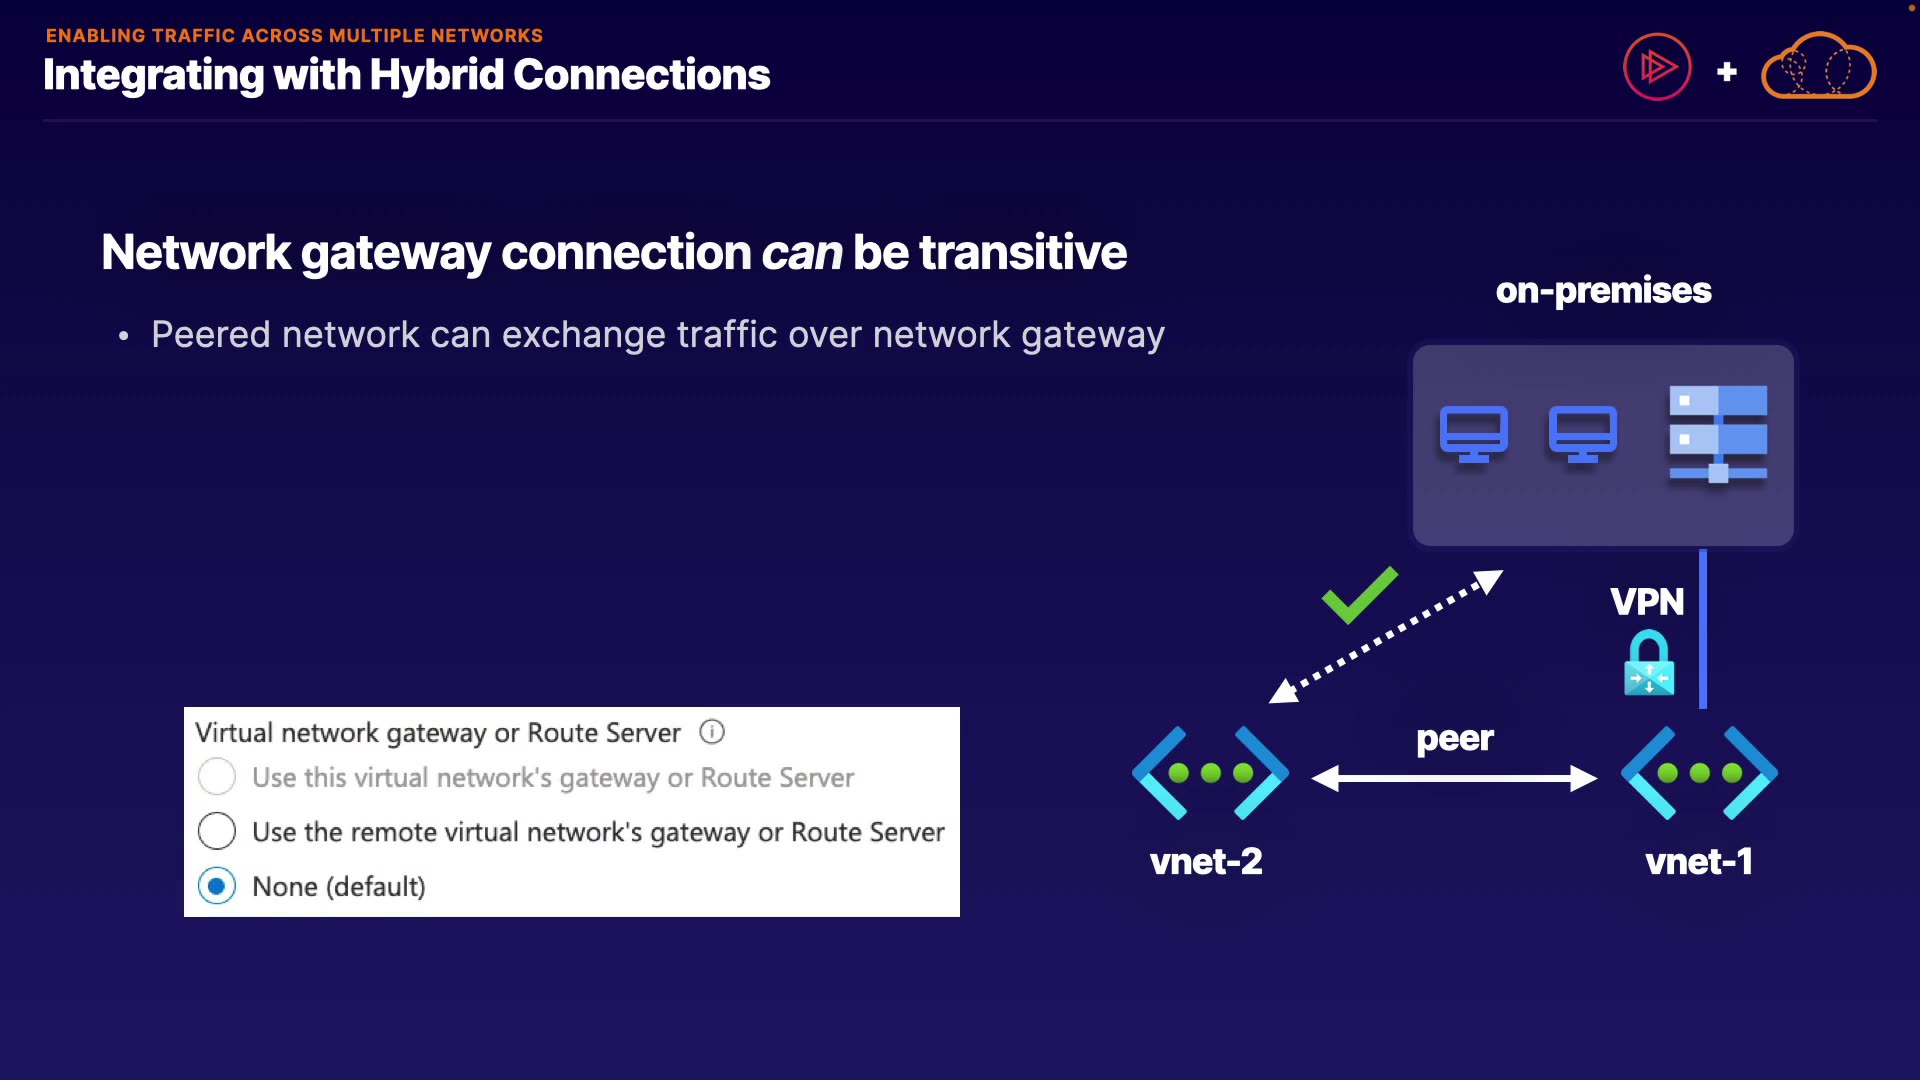 ENABLING TRAFFIC ACROSS MULTIPLE NETWORKS
Integrating with Hybrid Connections
+
Network gateway connection can be transitive
• Peered network can exchange traffic over network gateway
on-premises
VPN
peer
vnet-2
vnet-1
Virtual network gateway or Route Server
Use this virtual network's gateway or Route Server
Use the remote virtual network's gateway or Route Server
None (default)